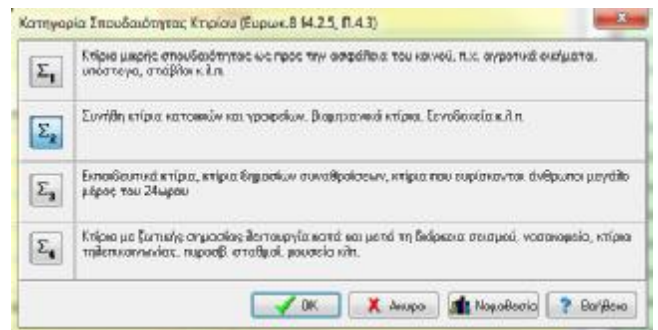 Κατηγορία Σπουδαιότητας Κτιρίου (Ευρωκ.8 §4.2.5, Π.4.3)
Σ1
Κτίρια μικρής σπουδαιότητας ως προς την ασφάλεια του κοινού, π.χ. αγροτικά οικήματα,
υπόστεγα, στάβλοι κ.λ.π.
Σ2
Συνήθη κτίρια κατοικιών και γραφείων, βιομηχανικά κτίρια, ξενοδοχεία κ.λ.π.
Σ3
Εκπαιδευτικά κτίρια, κτίρια δημοσίων συναθροίσεων, κτίρια που ευρίσκονται άνθρωποι μεγάλο
μέρος του 24ωρου
Σ4
Κτίρια με ζωτικής σημασίας λειτουργία κατά και μετά τη διάρκεια σεισμού, νοσοκομεία, κτίρια
τηλεπικοινωνίας, πυροσβ. σταθμοί, μουσεία κλπ.
OK
Άκυρο
Νομοθεσία
Βοήθεια